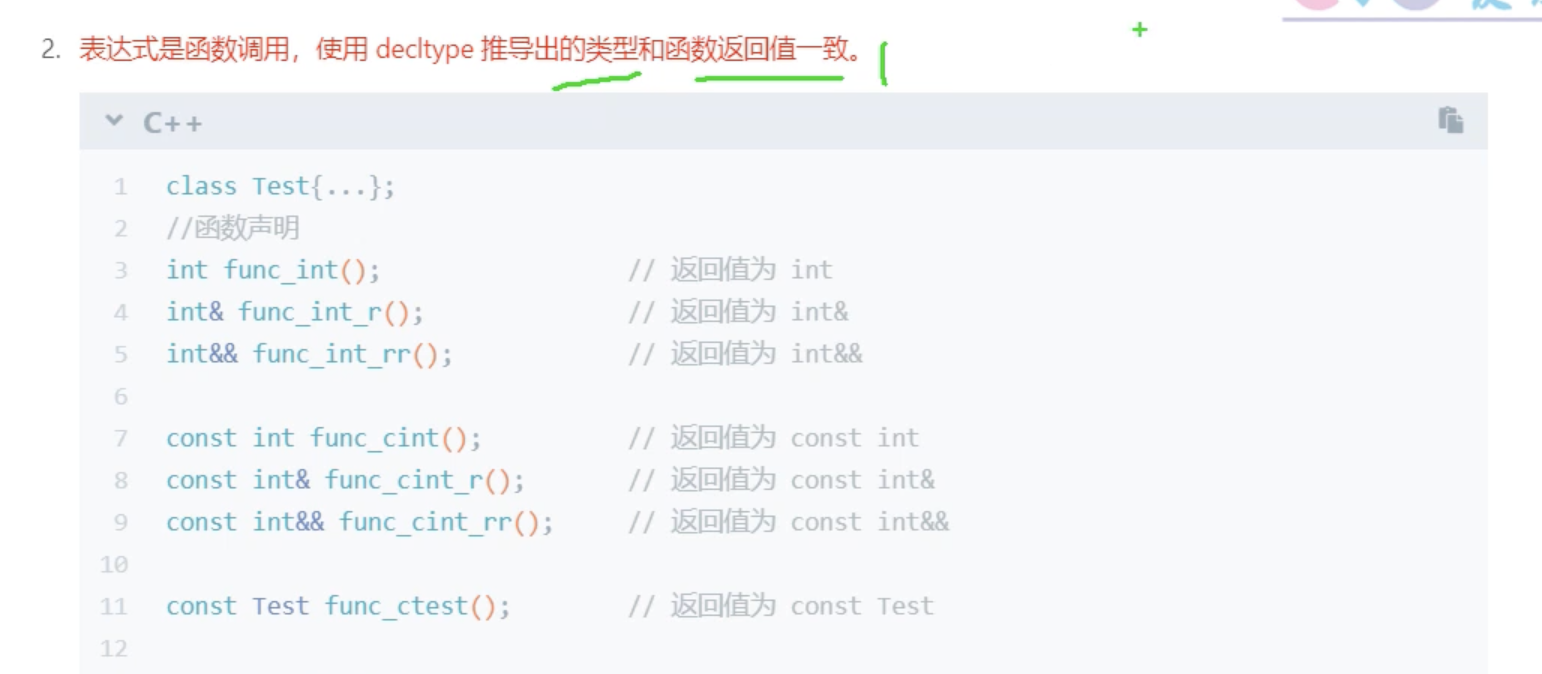 2. 表达式是函数调用，使用 decltype 推导出的类型和函数返回值一致。
C++
1 class Test{...};
2 //函数声明
3 int func_int(); // 返回值为 int
4 int& func_int_r(); // 返回值为 int&
5 int&& func_int_rr(); // 返回值为 int&&
6
7 const int func_cint(); // 返回值为 const int
8 const int& func_cint_r(); // 返回值为 const int&
9 const int&& func_cint_rr(); // 返回值为 const int&&
10
11 const Test func_ctest(); // 返回值为 const Test
12